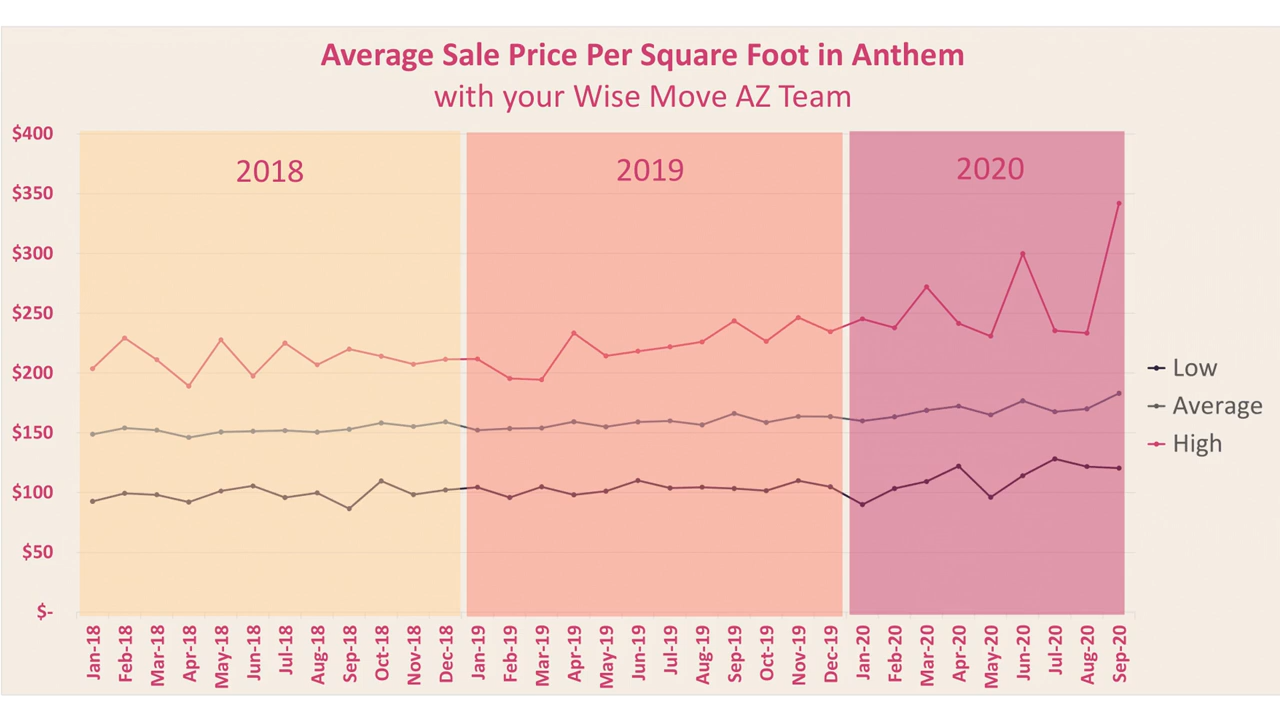 Average Sale Price Per Square Foot in Anthem
with your Wise Move AZ Team
$400
$350
$300
$250
$200
$150
$100
$50
$-
2018
2019
2020
Low
Average
High
Jan-18
Feb-18
Mar-18
Apr-18
May-18
Jun-18
Jul-18
Aug-18
Sep-18
Oct-18
Nov-18
Dec-18
Jan-19
Feb-19
Mar-19
Apr-19
May-19
Jun-19
Jul-19
Aug-19
Sep-19
Oct-19
Nov-19
Dec-19
Jan-20
Feb-20
Mar-20
Apr-20
May-20
Jun-20
Jul-20
Aug-20
Sep-20